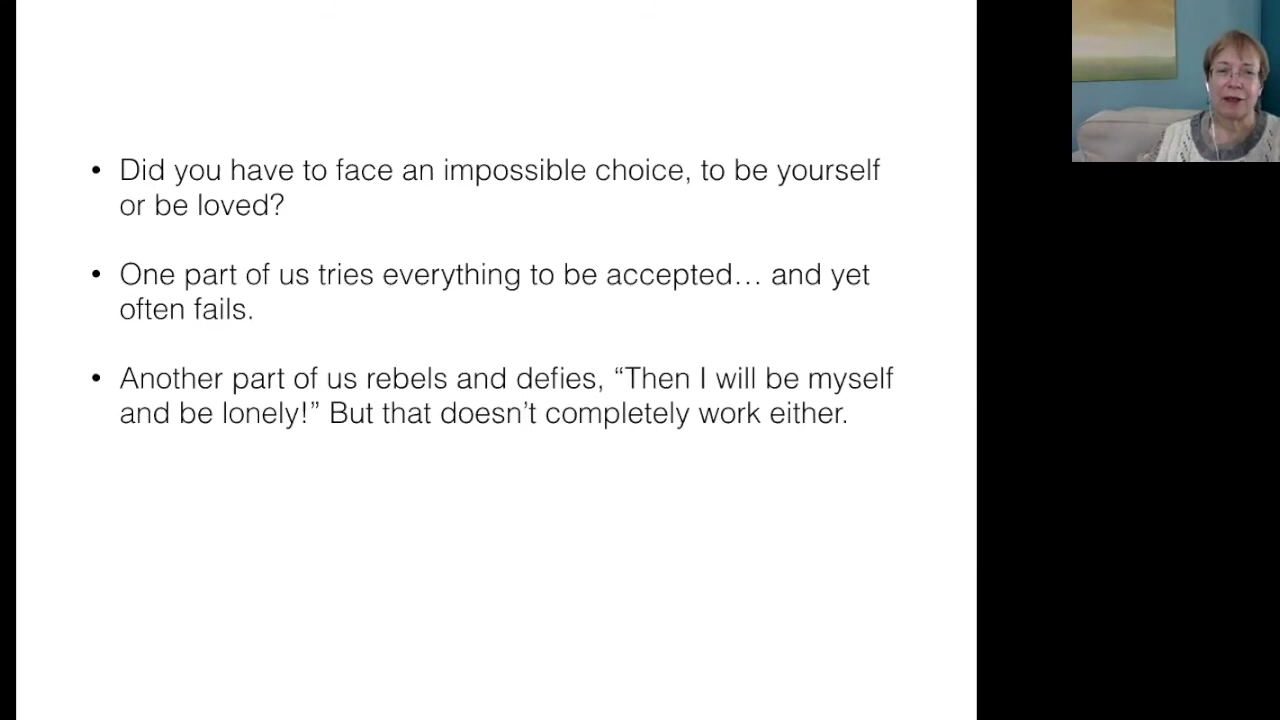 • Did you have to face an impossible choice, to be yourself
or be loved?
• One part of us tries everything to be accepted… and yet
often fails.
• Another part of us rebels and defies, “Then I will be myself
and be lonely!” But that doesn’t completely work either.